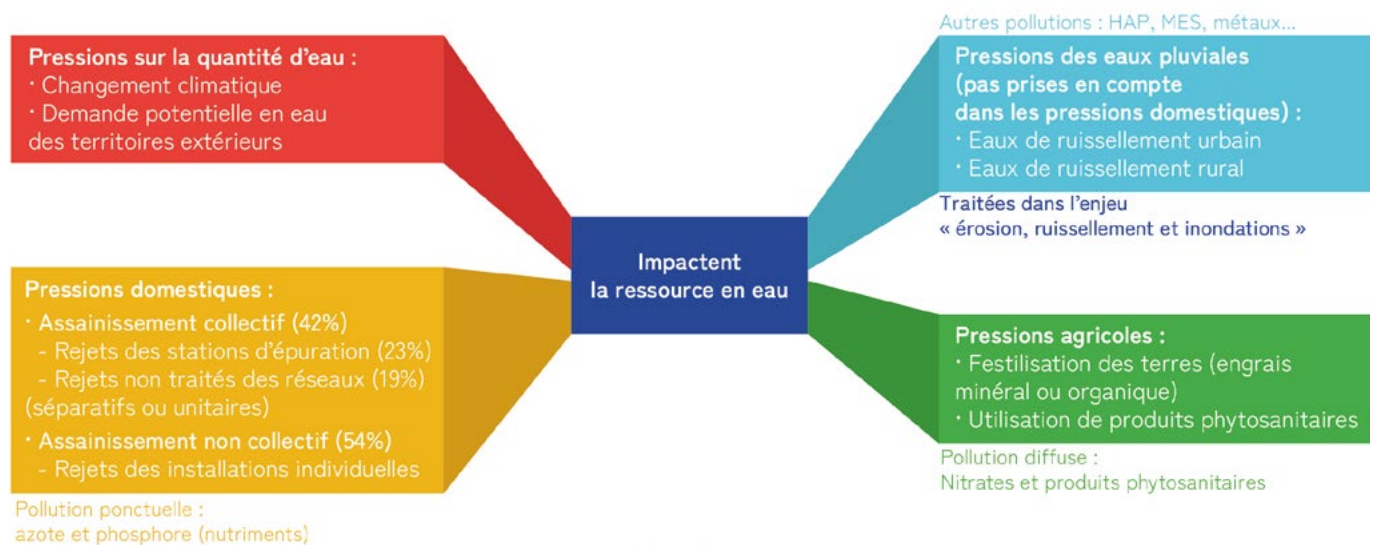 Pressions sur la quantité d'eau :
· Changement climatique
· Demande potentielle en eau
des territoires extérieurs
Autres pollutions : HAP, MES, métaux...
Pressions des eaux pluviales
(pas prises en compte
dans les pressions domestiques) :
· Eaux de ruissellement urbain
· Eaux de ruissellement rural
Traitées dans l'enjeu
« érosion, ruissellement et inondations »
Impactent
la ressource en eau
Pressions domestiques :
· Assainissement collectif (42%)
- Rejets des stations d'épuration (23%)
- Rejets non traités des réseaux (19%)
(séparatifs ou unitaires)
· Assainissement non collectif (54%)
- Rejets des installations individuelles
Pollution ponctuelle :
azote et phosphore (nutriments)
Pressions agricoles :
· Festilisation des terres (engrais
minéral ou organique)
· Utilisation de produits phytosanitaires
Pollution diffuse :
Nitrates et produits phytosanitaires